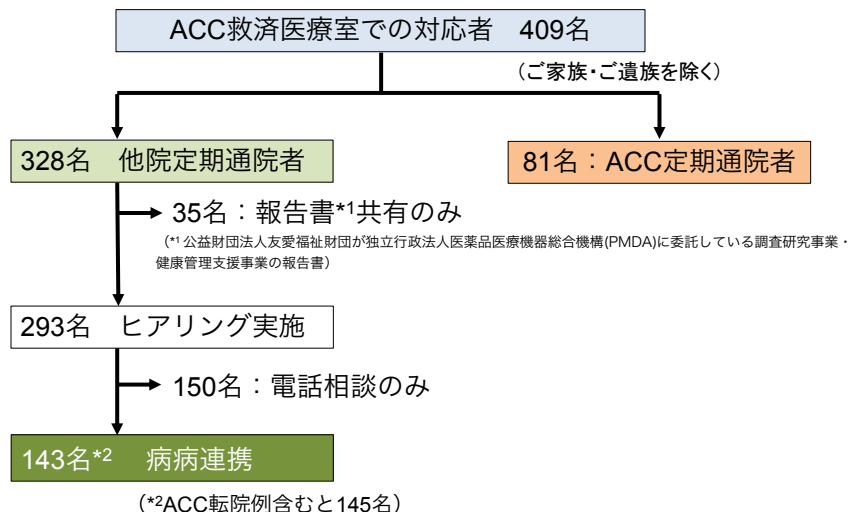 ACC救済医療室での対応者　409名
（ご家族・ご遺族を除く）
328名　他院定期通院者
81名：ACC定期通院者
35名：報告書*1共有のみ
（*1 公益財団法人友愛福祉財団が独立行政法人医薬品医療機器総合機構(PMDA)に委託している調査研究事業・
健康管理支援事業の報告書）
293名　ヒアリング実施
150名：電話相談のみ
143名*2　病病連携
（*2ACC転院例含むと145名）